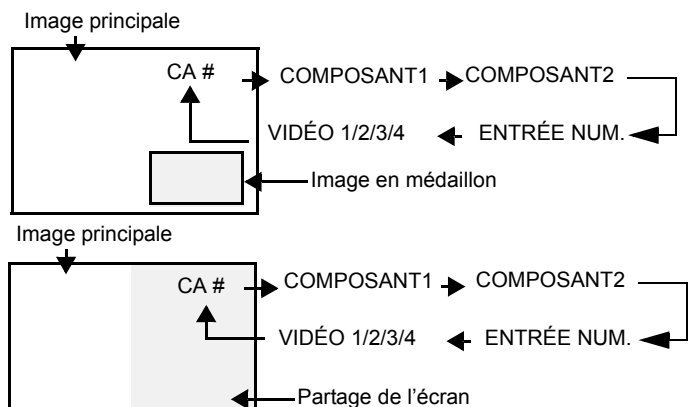 Image principale
CA # COMPOSANT1 COMPOSANT2
VIDÉO 1/2/3/4 ENTRÉE NUM.
Image en médaillon
Image principale
CA # COMPOSANT1 COMPOSANT2
VIDÉO 1/2/3/4 ENTRÉE NUM.
Partage de l'écran